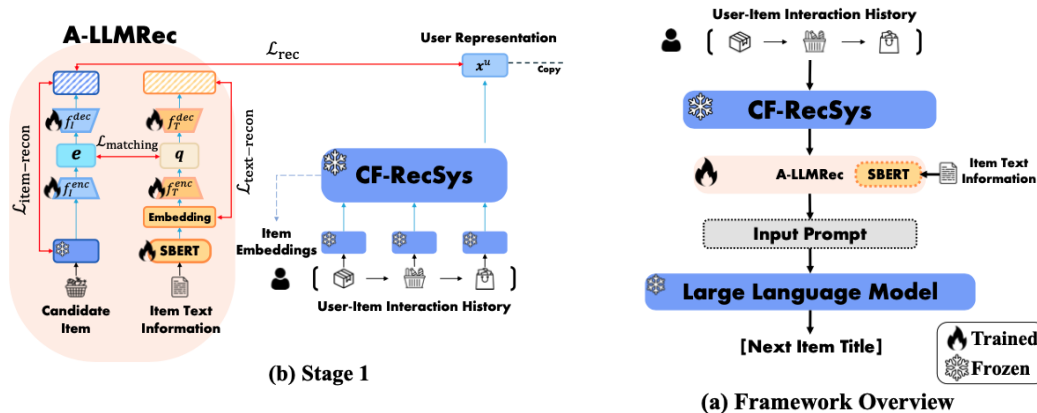 A-LLMRec
ℒ_rec
User Representation
x^u
Copy
f_I^dec
f_T^dec
ℒ_item−recon
e
ℒ_matching
q
ℒ_text−recon
f_I^enc
f_T^enc
CF-RecSys
Embedding
SBERT
Item
Embeddings
Candidate
Item
Item Text
Information
User-Item Interaction History
(b) Stage 1
User-Item Interaction History
CF-RecSys
A-LLMRec
SBERT
Item Text
Information
Input Prompt
Large Language Model
[Next Item Title]
Trained
Frozen
(a) Framework Overview